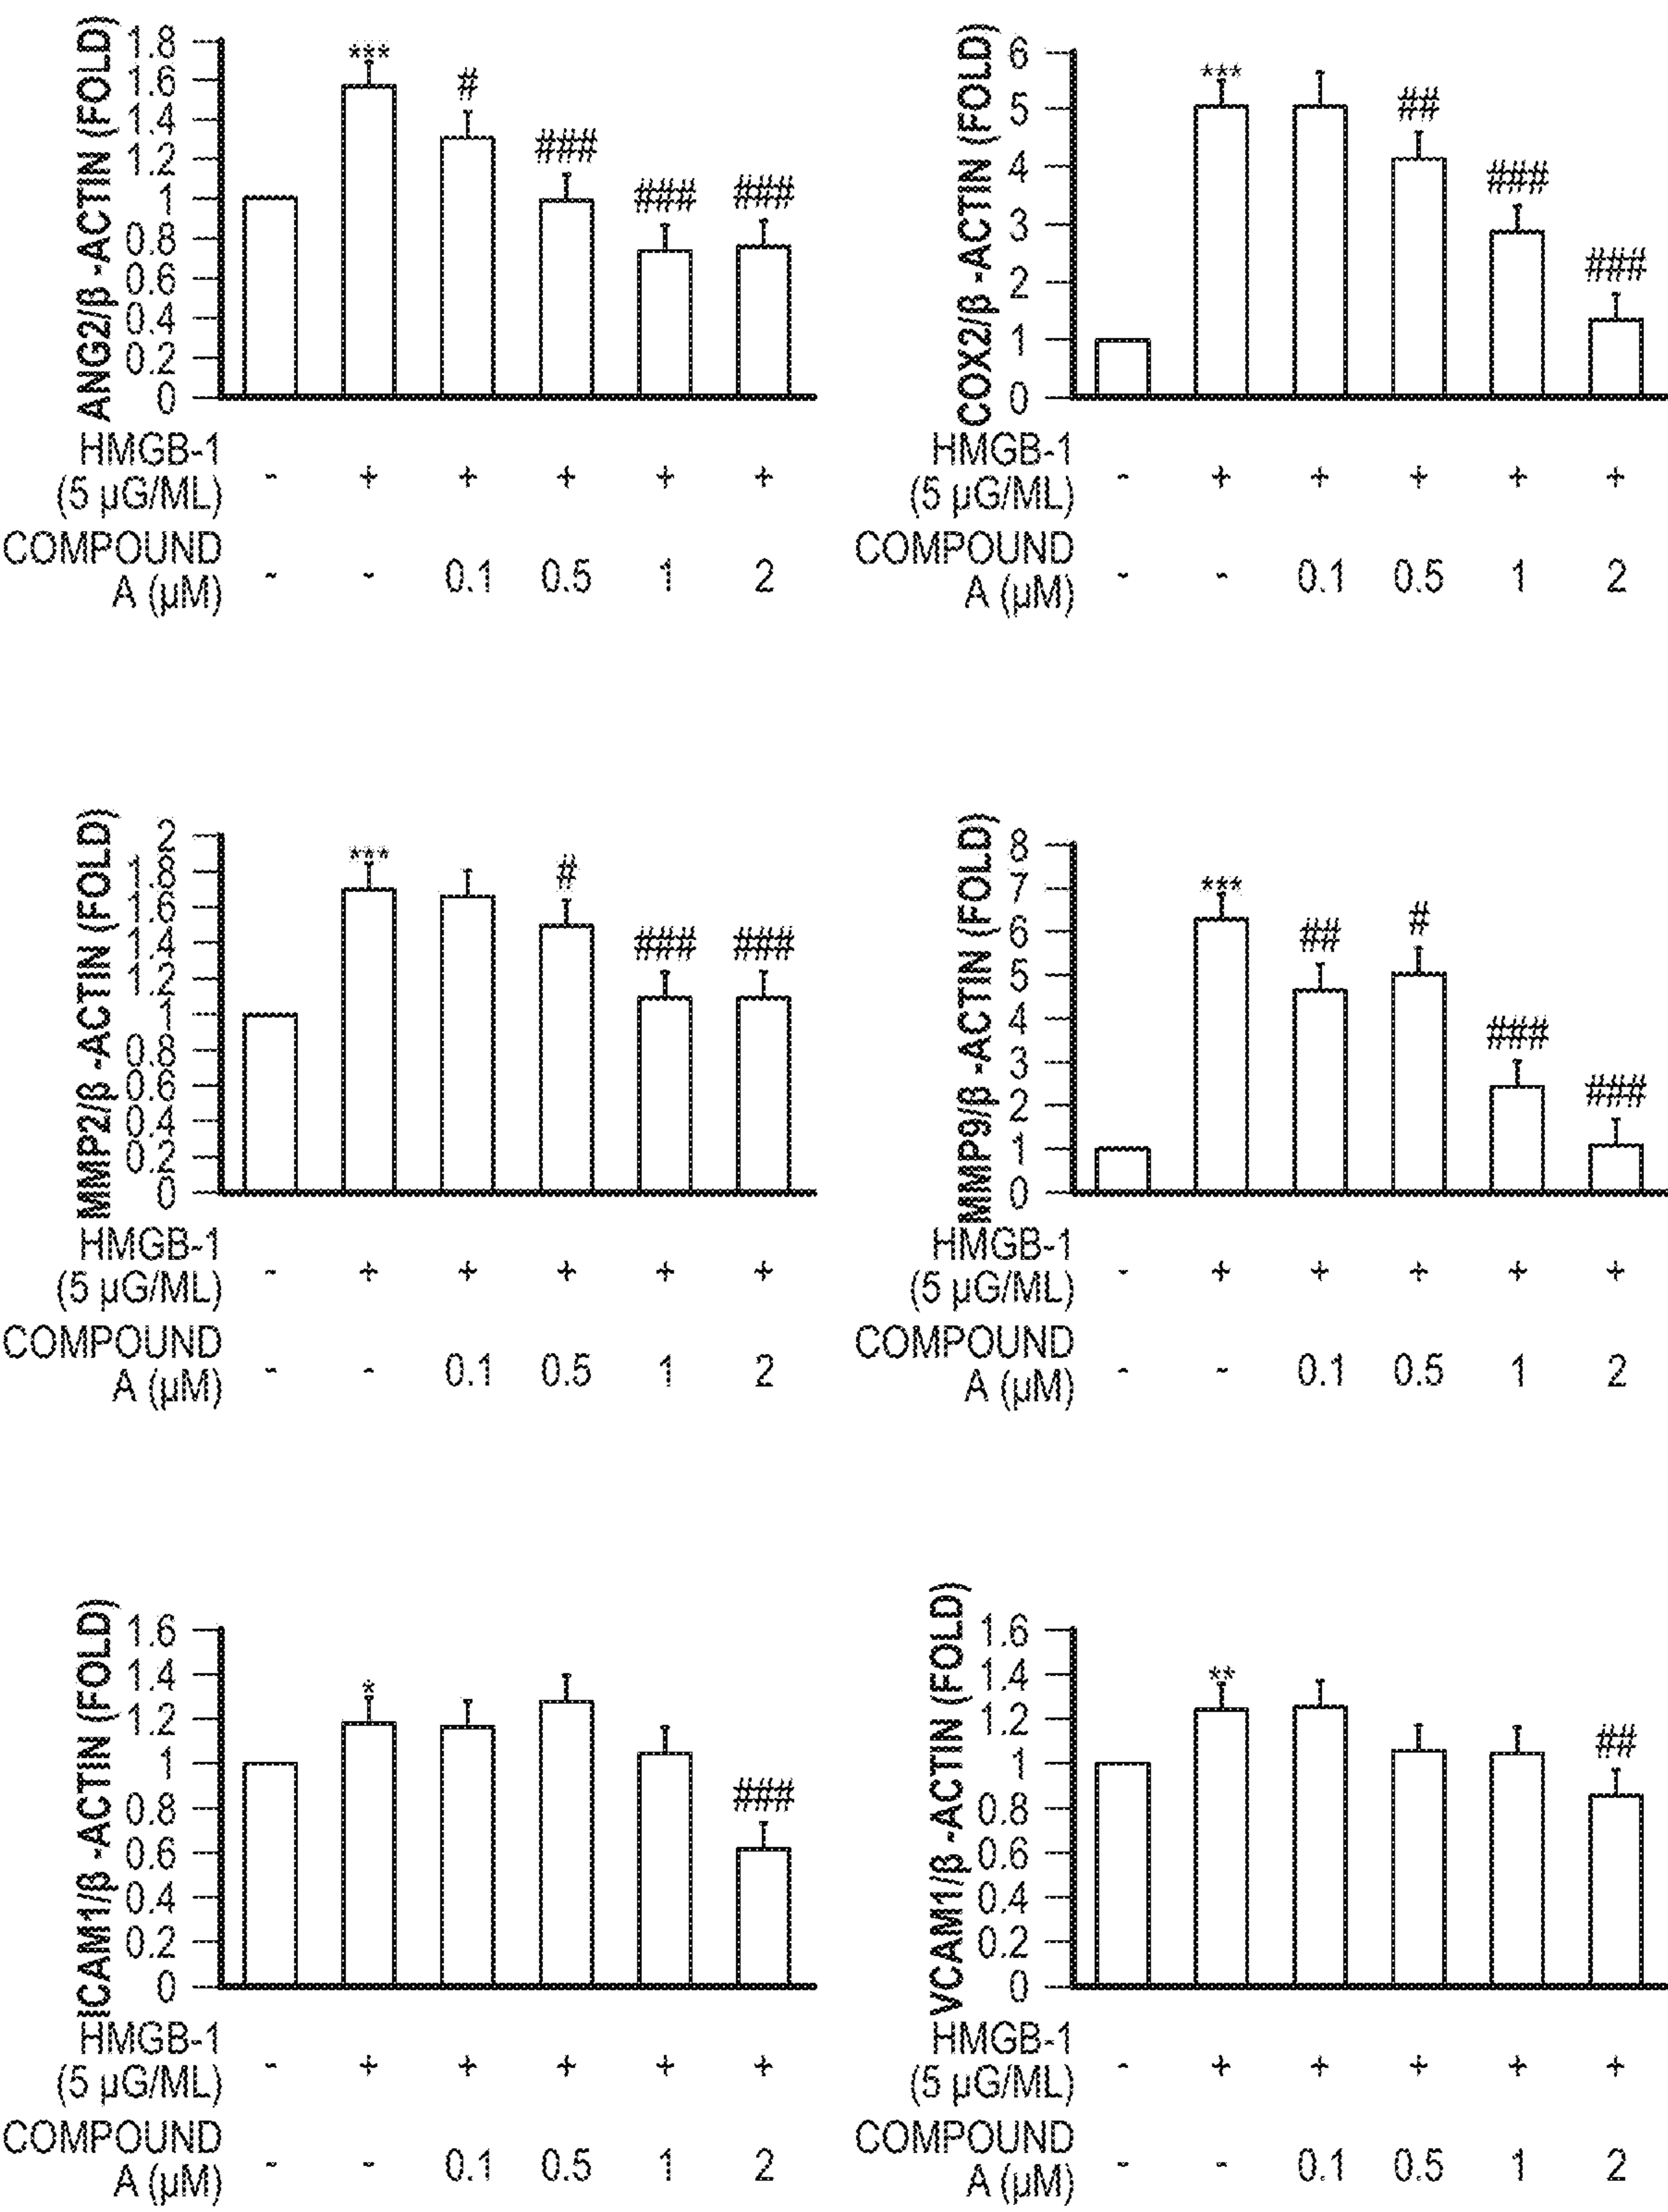 ANG2/β -ACTIN (FOLD)
1.8
1.6
1.4
1.2
1
0.8
0.6
0.4
0.2
0
*** # ### ### ###
HMGB-1
(5 µG/ML) - + + + + +
COMPOUND
A (µM) - - 0.1 0.5 1 2
COX2/β -ACTIN (FOLD)
6
5
4
3
2
1
0
*** ## ### ###
HMGB-1
(5 µG/ML) - + + + + +
COMPOUND
A (µM) - - 0.1 0.5 1 2
MMP2/β -ACTIN (FOLD)
2
1.8
1.6
1.4
1.2
1
0.8
0.6
0.4
0.2
0
*** # ### ###
HMGB-1
(5 µG/ML) - + + + + +
COMPOUND
A (µM) - - 0.1 0.5 1 2
MMP9/β -ACTIN (FOLD)
8
7
6
5
4
3
2
1
0
*** ## # ### ###
HMGB-1
(5 µG/ML) - + + + + +
COMPOUND
A (µM) - - 0.1 0.5 1 2
ICAM1/β -ACTIN (FOLD)
1.6
1.4
1.2
1
0.8
0.6
0.4
0.2
0
* ###
HMGB-1
(5 µG/ML) - + + + + +
COMPOUND
A (µM) - - 0.1 0.5 1 2
VCAM1/β -ACTIN (FOLD)
1.6
1.4
1.2
1
0.8
0.6
0.4
0.2
0
** ##
HMGB-1
(5 µG/ML) - + + + + +
COMPOUND
A (µM) - - 0.1 0.5 1 2